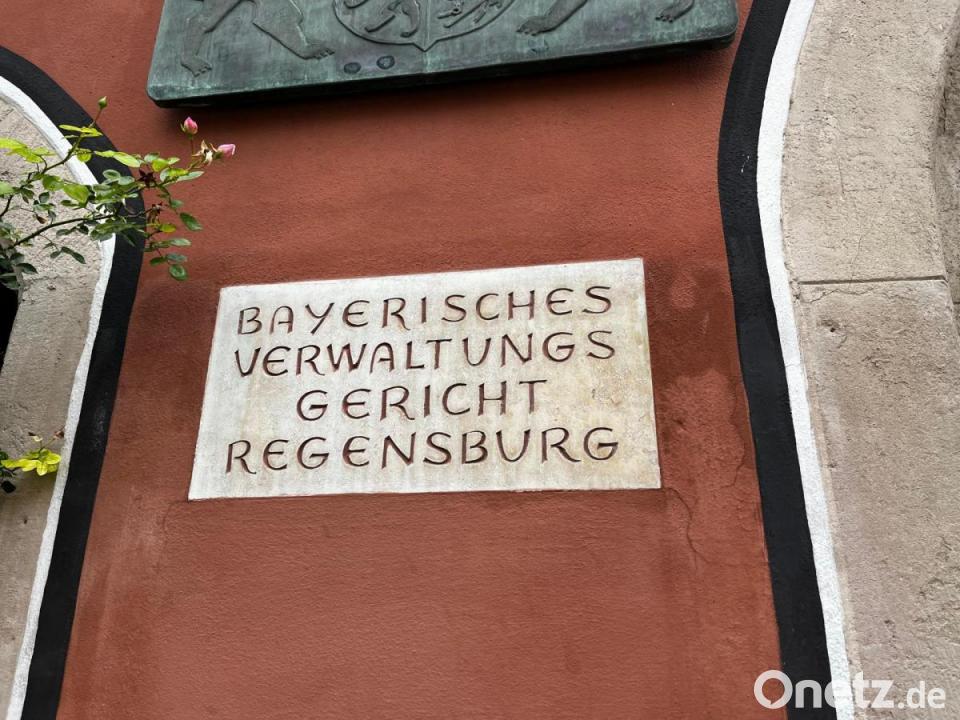 BAYERISCHES
VERWALTUNGS
GERICHT
REGENSBURG
Onetz.de